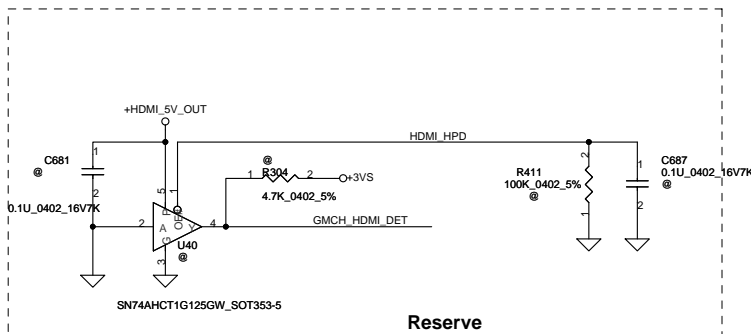 +HDMI_5V_OUT
HDMI_HPD
C681
@
1
2
0.1U_0402_16V7K
5
1
P
OE#
2
A
Y
4
G
3
U40
@
@
R304
1
2
+3VS
4.7K_0402_5%
GMCH_HDMI_DET
2
R411
100K_0402_5%
@
1
1
C687
0.1U_0402_16V7K
@
2
SN74AHCT1G125GW_SOT353-5
Reserve